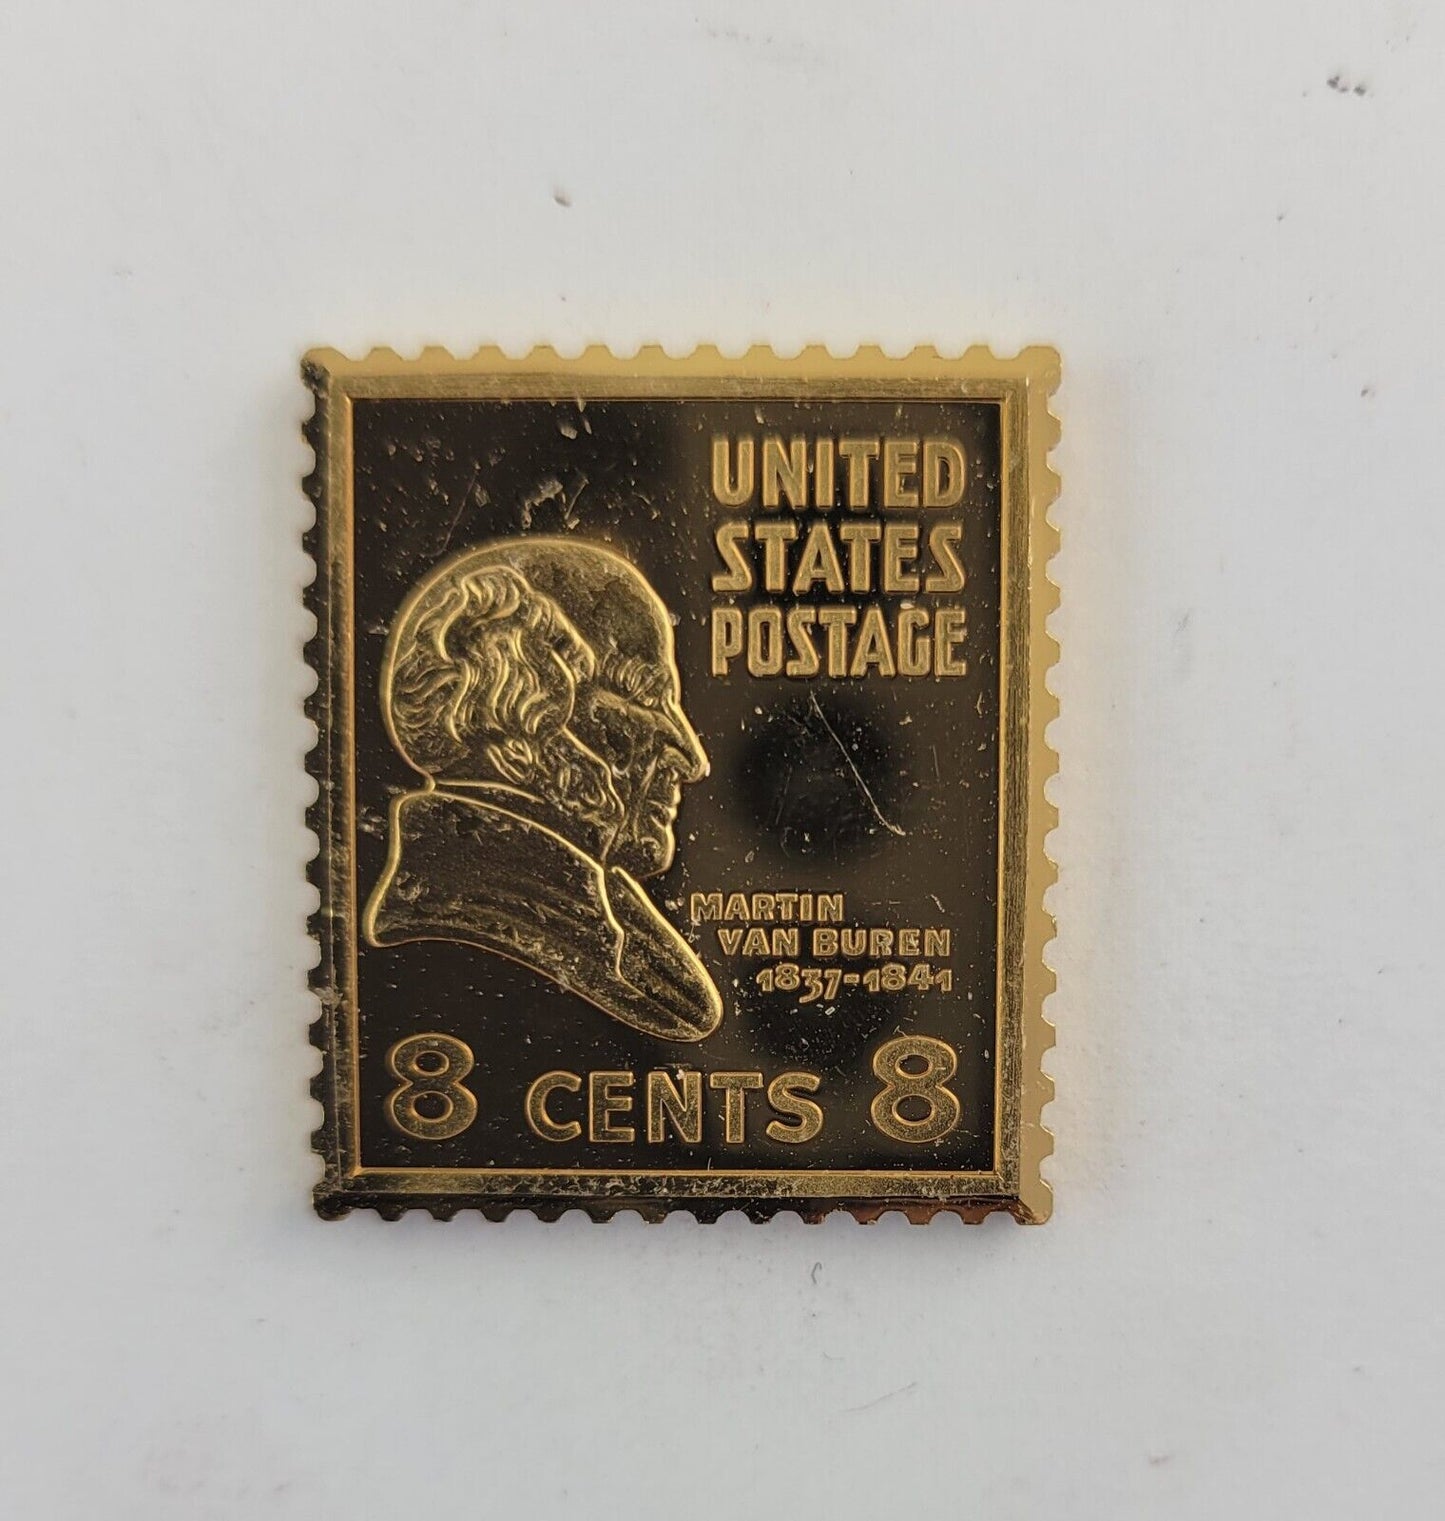 UNITED
STATES
POSTAGE
MARTIN
VAN BUREN
1837-1841
8 CENTS 8